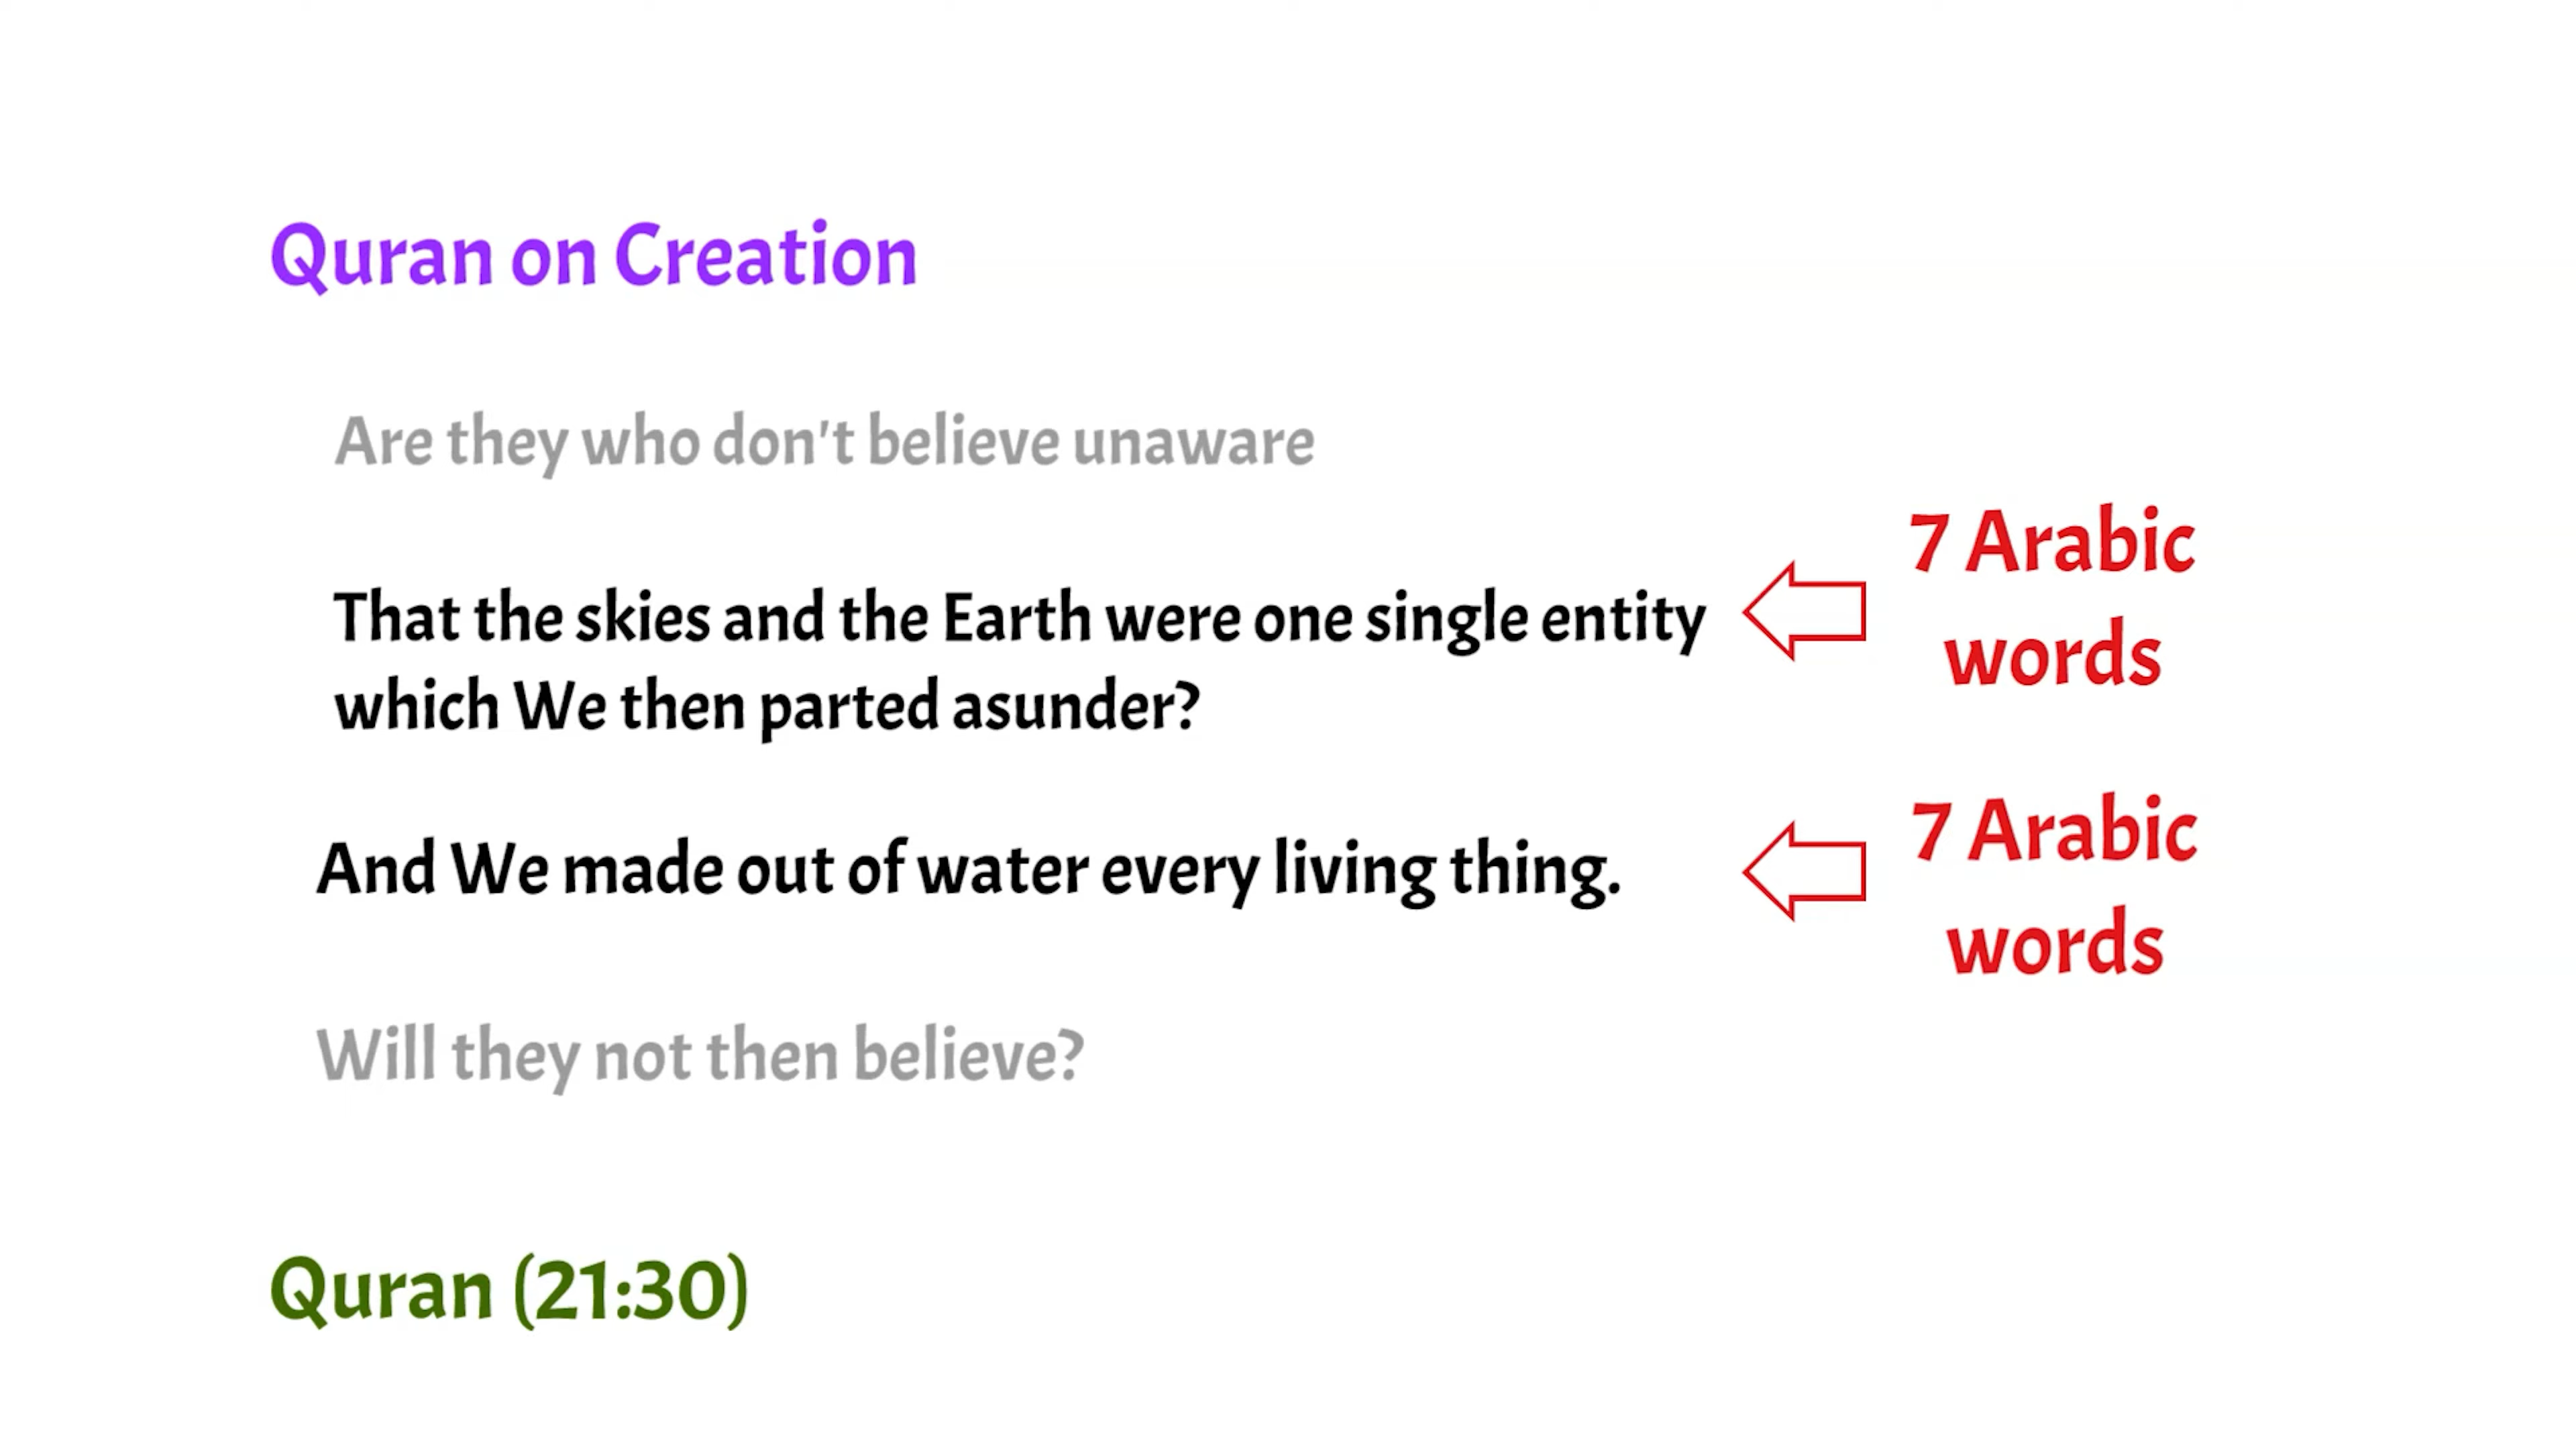 Quran on Creation
Are they who don't believe unaware
That the skies and the Earth were one single entity
which We then parted asunder?
7 Arabic
words
And We made out of water every living thing.
7 Arabic
words
Will they not then believe?
Quran (21:30)